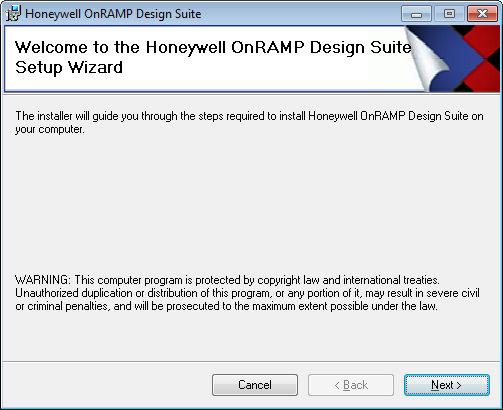 Honeywell OnRAMP Design Suite
Welcome to the Honeywell OnRAMP Design Suite
Setup Wizard
The installer will guide you through the steps required to install Honeywell OnRAMP Design Suite on
your computer.
WARNING: This computer program is protected by copyright law and international treaties.
Unauthorized duplication or distribution of this program, or any portion of it, may result in severe civil
or criminal penalties, and will be prosecuted to the maximum extent possible under the law.
Cancel < Back Next >